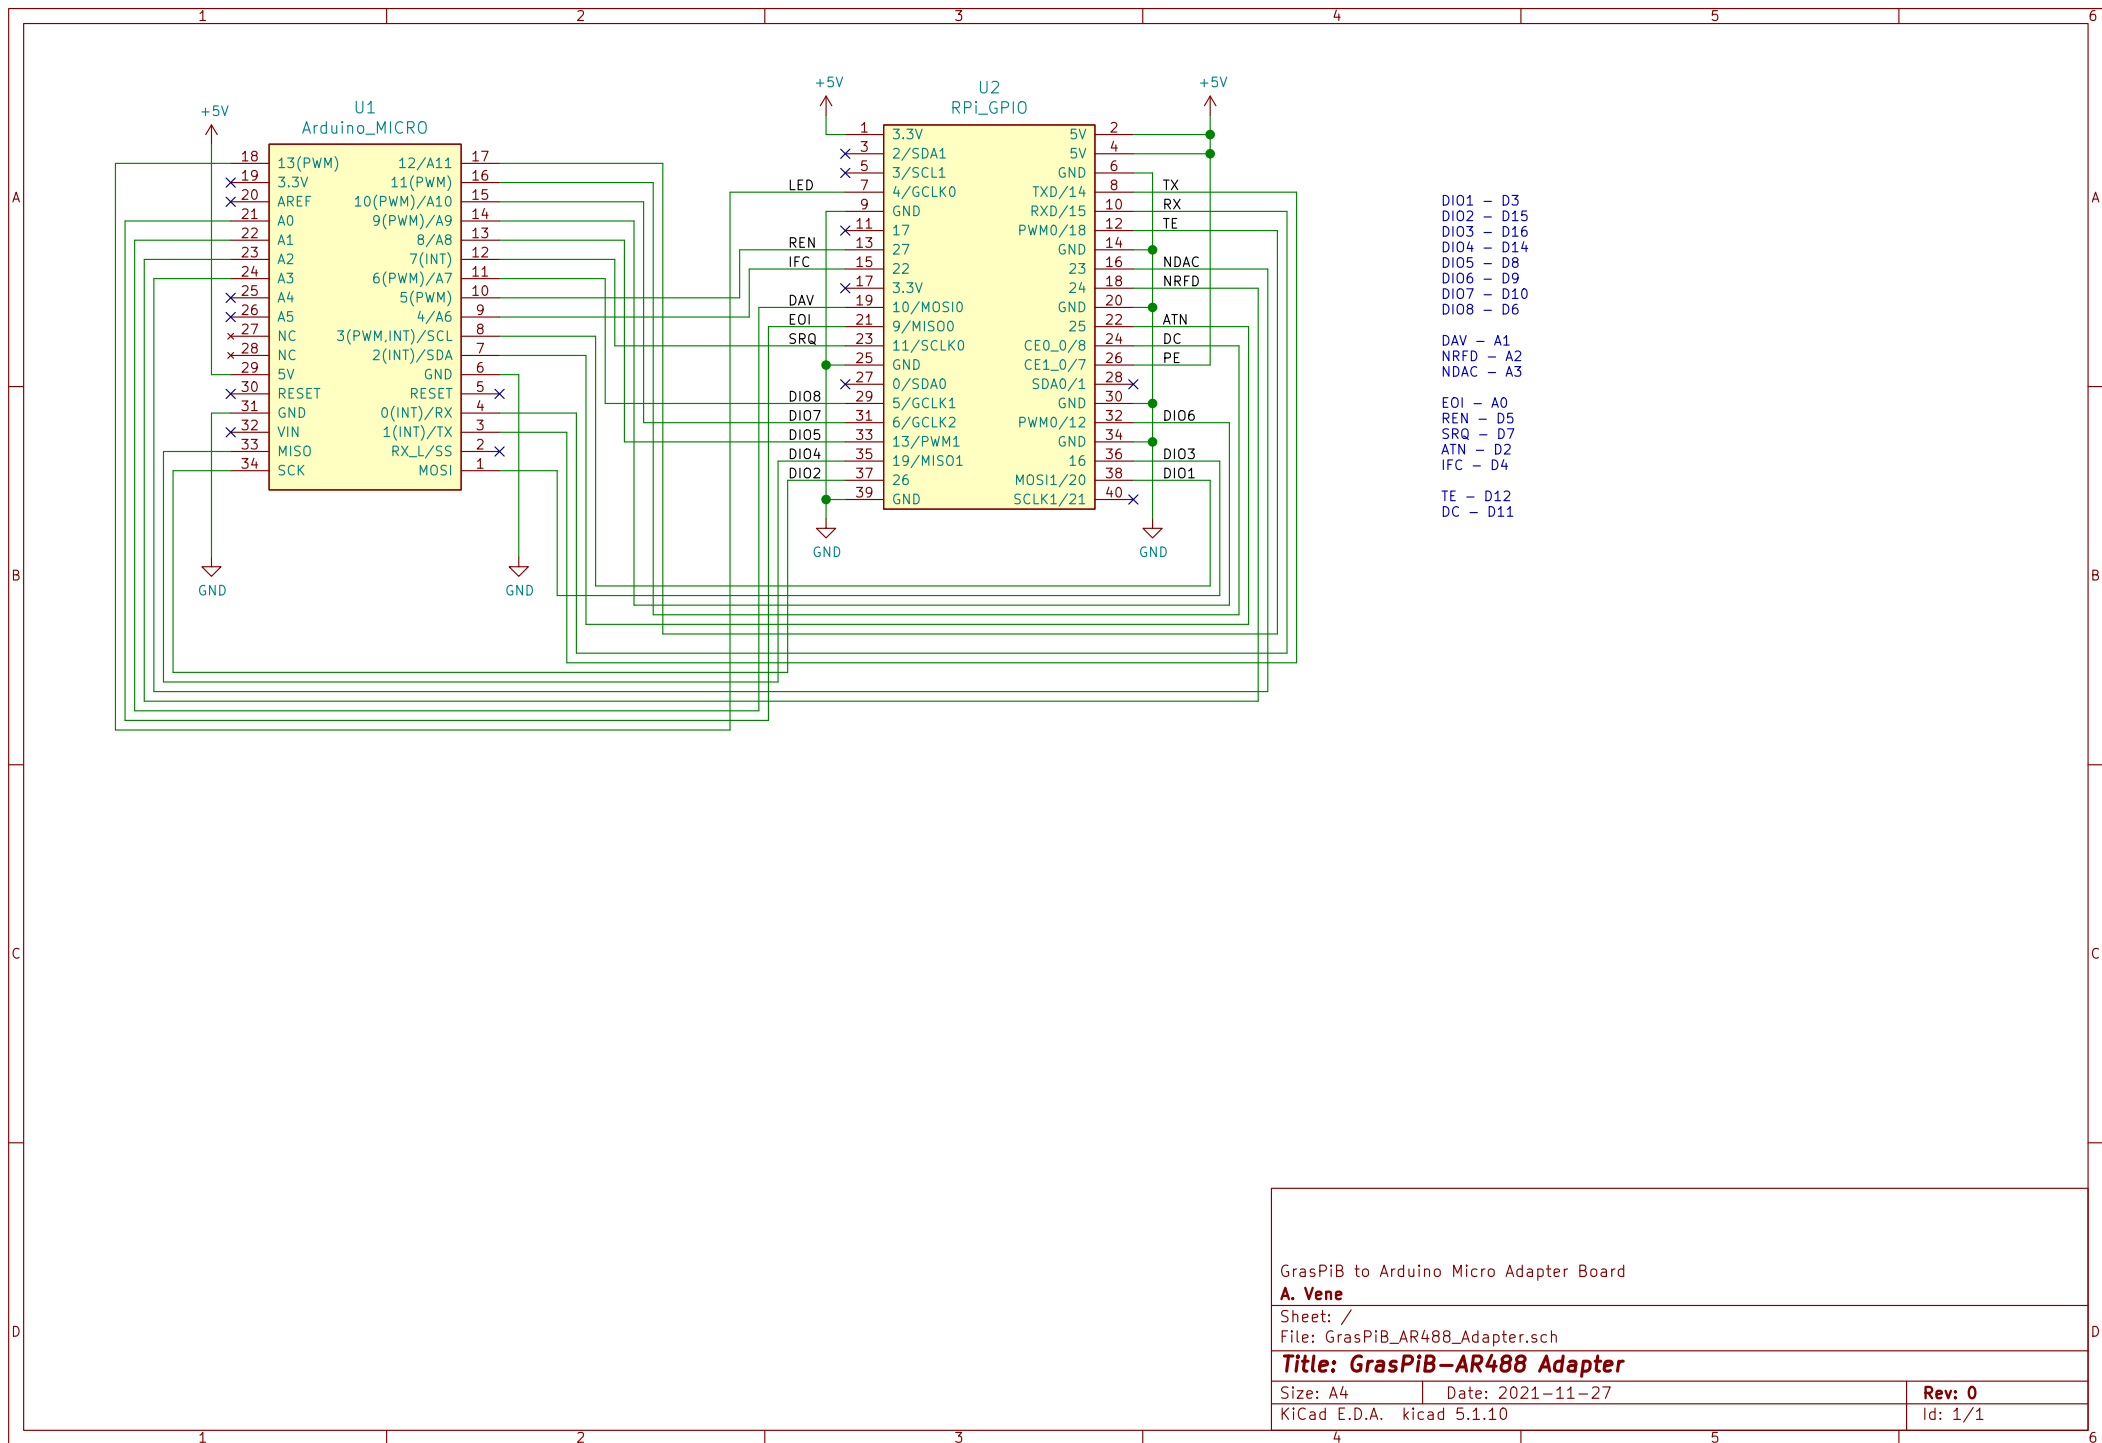 1 2 3 4 5 6
A
B
C
D
A
B
C
D
+5V
U1
Arduino_MICRO
18 13(PWM) 12/A11 17
19 3.3V 11(PWM) 16
20 AREF 10(PWM)/A10 15
21 A0 9(PWM)/A9 14
22 A1 8/A8 13
23 A2 7(INT) 12
24 A3 6(PWM)/A7 11
25 A4 5(PWM) 10
26 A5 4/A6 9
27 NC 3(PWM,INT)/SCL 8
28 NC 2(INT)/SDA 7
29 5V GND 6
30 RESET RESET 5
31 GND 0(INT)/RX 4
32 VIN 1(INT)/TX 3
33 MISO RX_L/SS 2
34 SCK MOSI 1
GND
GND
+5V
U2
RPi_GPIO
+5V
1 3.3V 5V 2
3 2/SDA1 5V 4
5 3/SCL1 GND 6
LED 7 4/GCLK0 TXD/14 8 TX
9 GND RXD/15 10 RX
11 17 PWM0/18 12 TE
REN 13 27 GND 14
IFC 15 22 23 16 NDAC
17 3.3V 24 18 NRFD
DAV 19 10/MOSI0 GND 20
EOI 21 9/MISO0 25 22 ATN
SRQ 23 11/SCLK0 CE0_0/8 24 DC
25 GND CE1_0/7 26 PE
27 0/SDA0 SDA0/1 28
DIO8 29 5/GCLK1 GND 30
DIO7 31 6/GCLK2 PWM0/12 32 DIO6
DIO5 33 13/PWM1 GND 34
DIO4 35 19/MISO1 16 36 DIO3
DIO2 37 26 MOSI1/20 38 DIO1
39 GND SCLK1/21 40
GND
GND
DIO1 - D3
DIO2 - D15
DIO3 - D16
DIO4 - D14
DIO5 - D8
DIO6 - D9
DIO7 - D10
DIO8 - D6
DAV - A1
NRFD - A2
NDAC - A3
EOI - A0
REN - D5
SRQ - D7
ATN - D2
IFC - D4
TE - D12
DC - D11
GrasPiB to Arduino Micro Adapter Board
A. Vene
Sheet: /
File: GrasPiB_AR488_Adapter.sch
Title: GrasPiB-AR488 Adapter
Size: A4 Date: 2021-11-27 Rev: 0
KiCad E.D.A. kicad 5.1.10 Id: 1/1
1 2 3 4 5 6